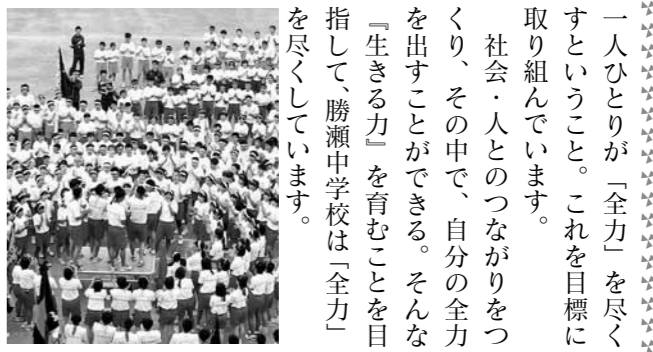 一人ひとりが「全力」を尽く
すということ。これを目標に
取り組んでいます。
社会・人とのつながりをつ
くり、その中で、自分の全力
を出すことができる。そんな
『生きる力』を育むことを目
指して、勝瀬中学校は「全力」
を尽くしています。